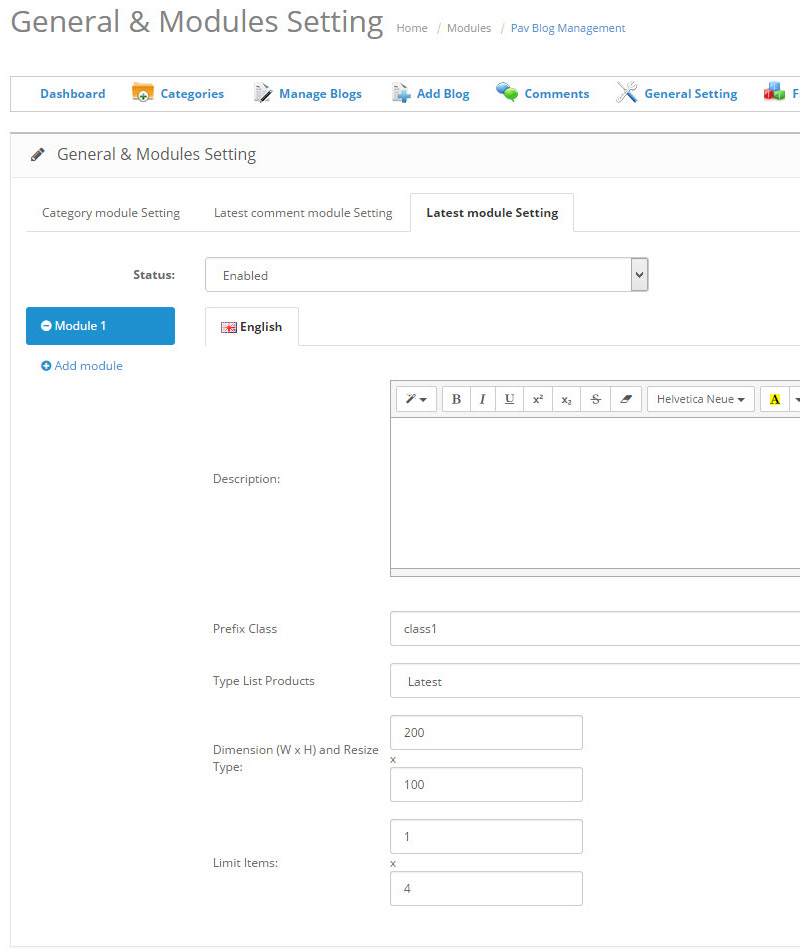 General & Modules Setting Home / Modules / Pav Blog Management
Dashboard Categories Manage Blogs Add Blog Comments General Setting F
General & Modules Setting
Category module Setting Latest comment module Setting Latest module Setting
Status: Enabled
Module 1 English
Add module
B I U x² x₂ S Helvetica Neue A
Description:
Prefix Class class1
Type List Products Latest
200
Dimension (W x H) and Resize
Type:
x
100
1
Limit Items:
x
4